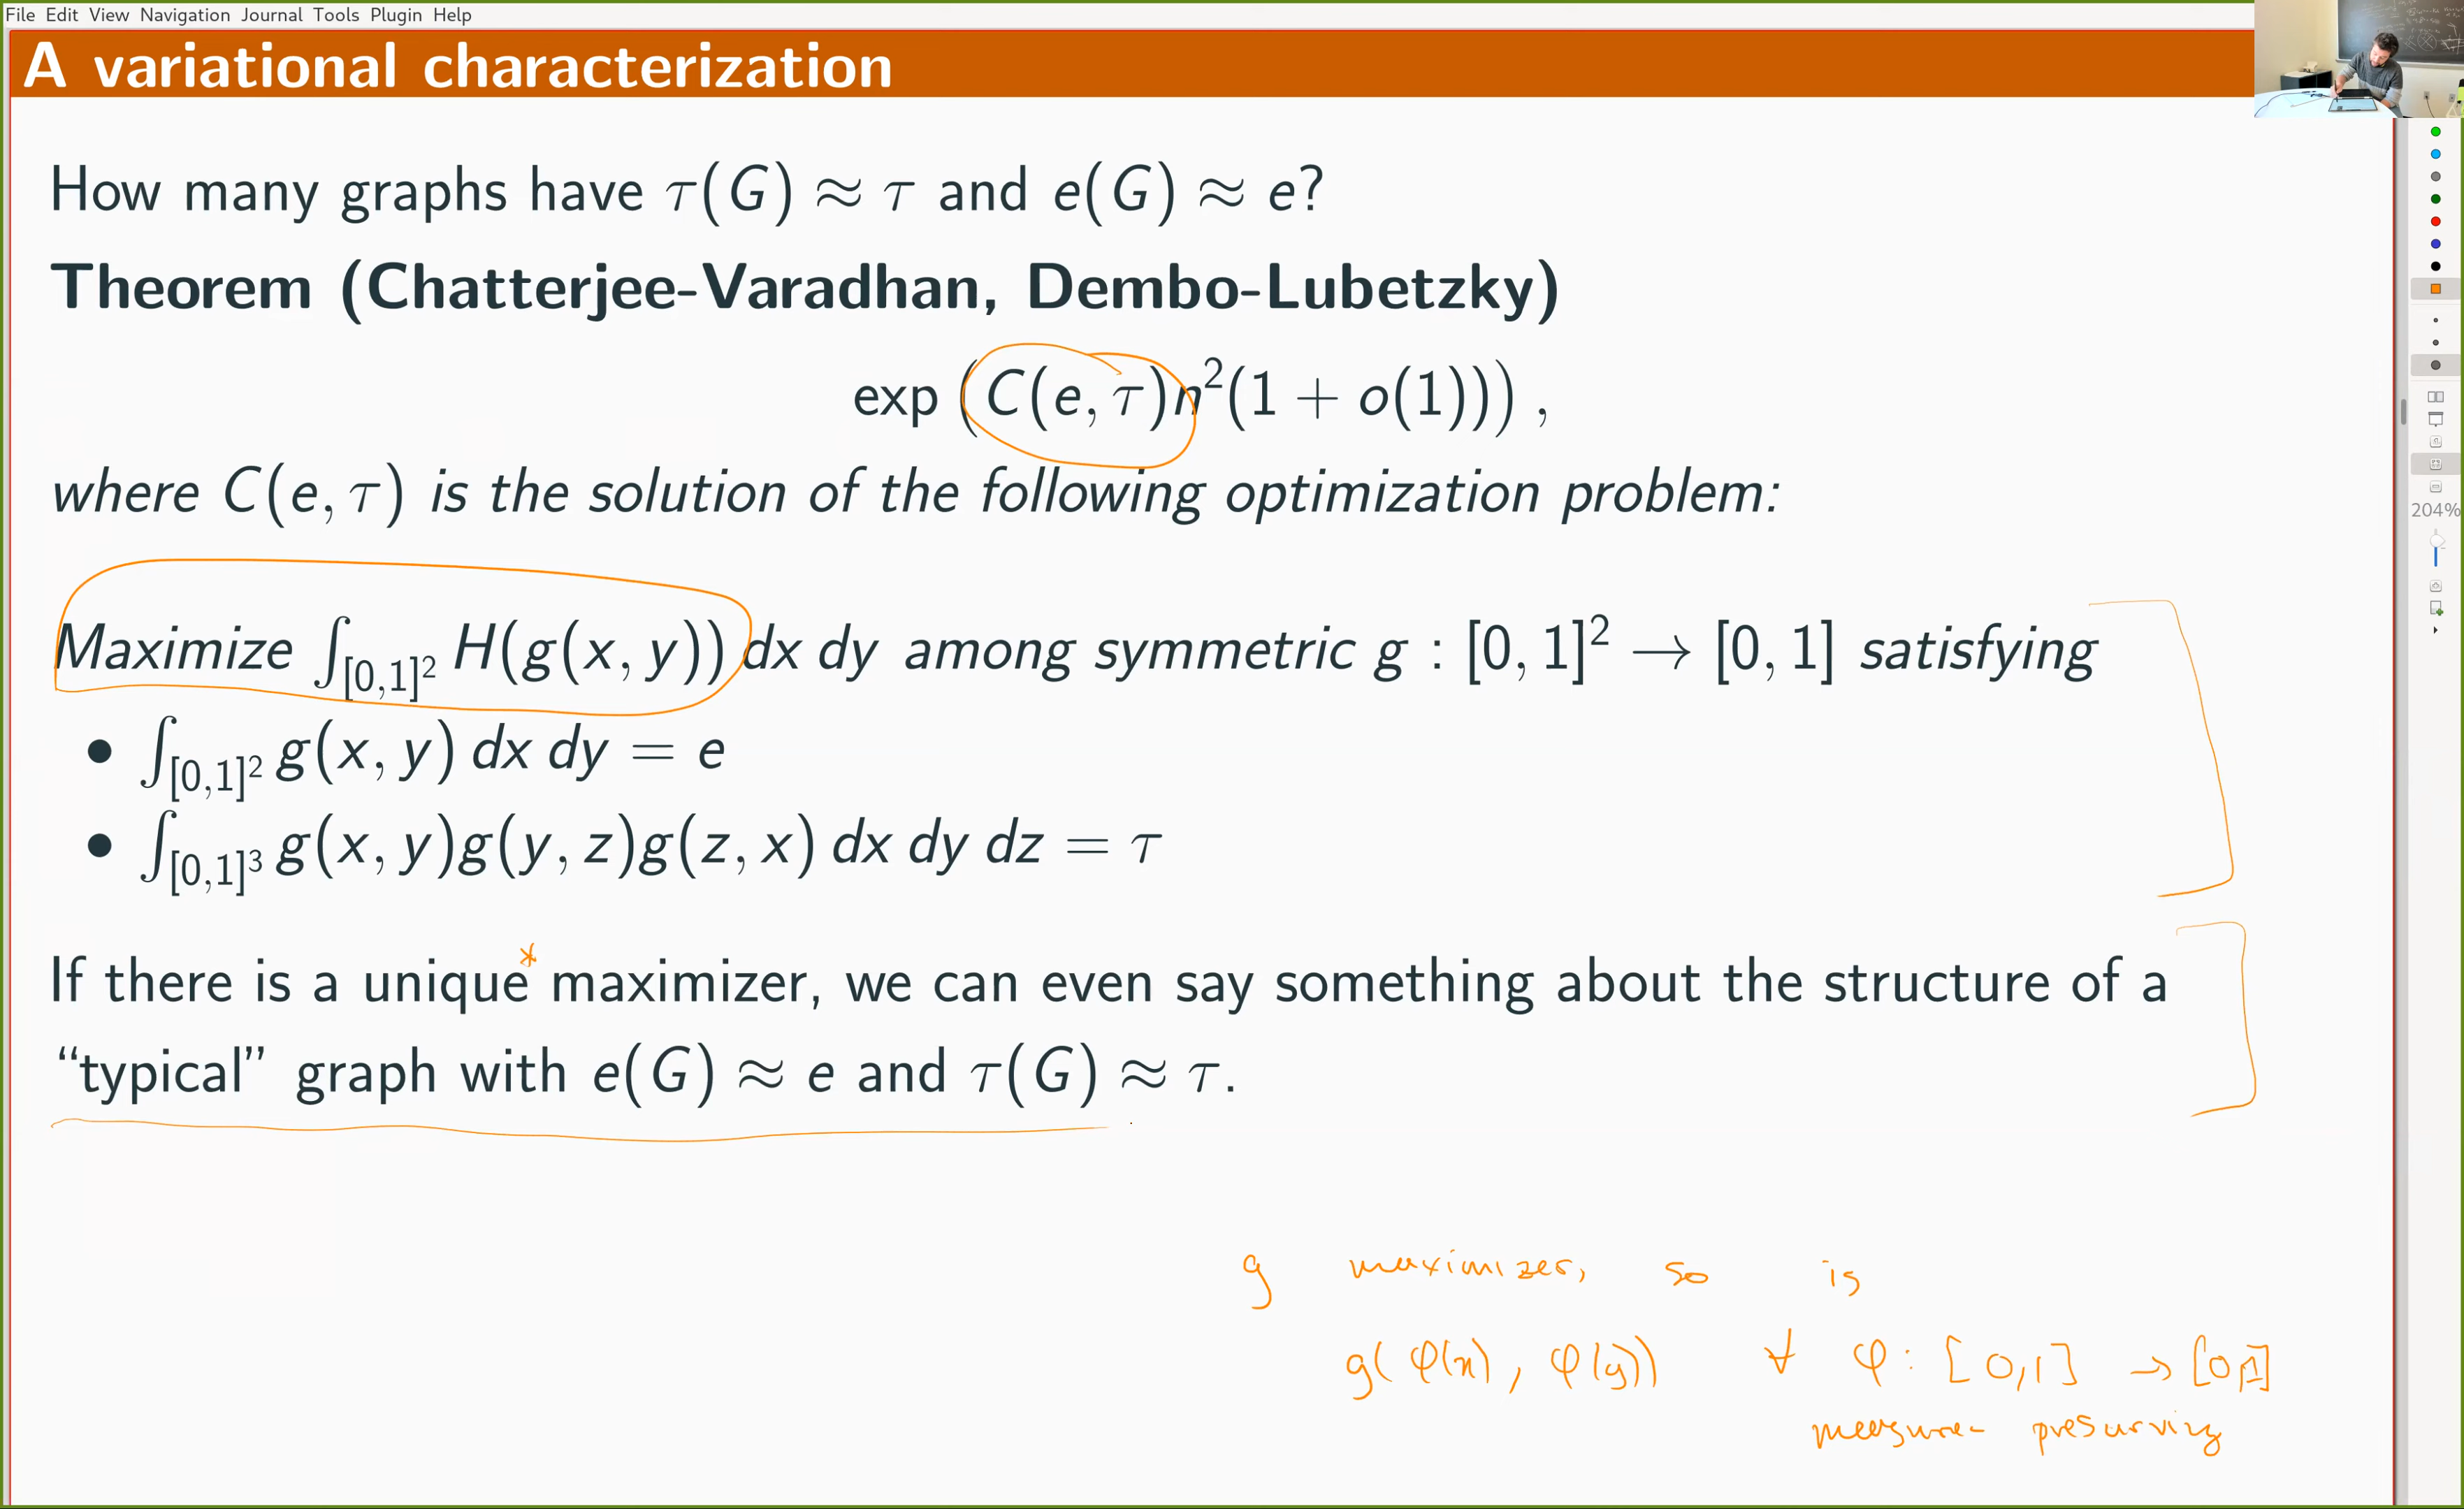 File Edit View Navigation Journal Tools Plugin Help
A variational characterization
How many graphs have τ(G) ≈ τ and e(G) ≈ e?
Theorem (Chatterjee-Varadhan, Dembo-Lubetzky)
exp (C(e, τ)n²(1 + o(1))) ,
where C(e, τ) is the solution of the following optimization problem:
Maximize ∫_{[0,1]²} H(g(x, y)) dx dy among symmetric g : [0, 1]² → [0, 1] satisfying
• ∫_{[0,1]²} g(x, y) dx dy = e
• ∫_{[0,1]³} g(x, y)g(y, z)g(z, x) dx dy dz = τ
If there is a unique* maximizer, we can even say something about the structure of a
“typical” graph with e(G) ≈ e and τ(G) ≈ τ.
g maximizer, so is
g(φ(x), φ(y)) ∀ φ : [0,1] → [0,1]
measure preserving
204%